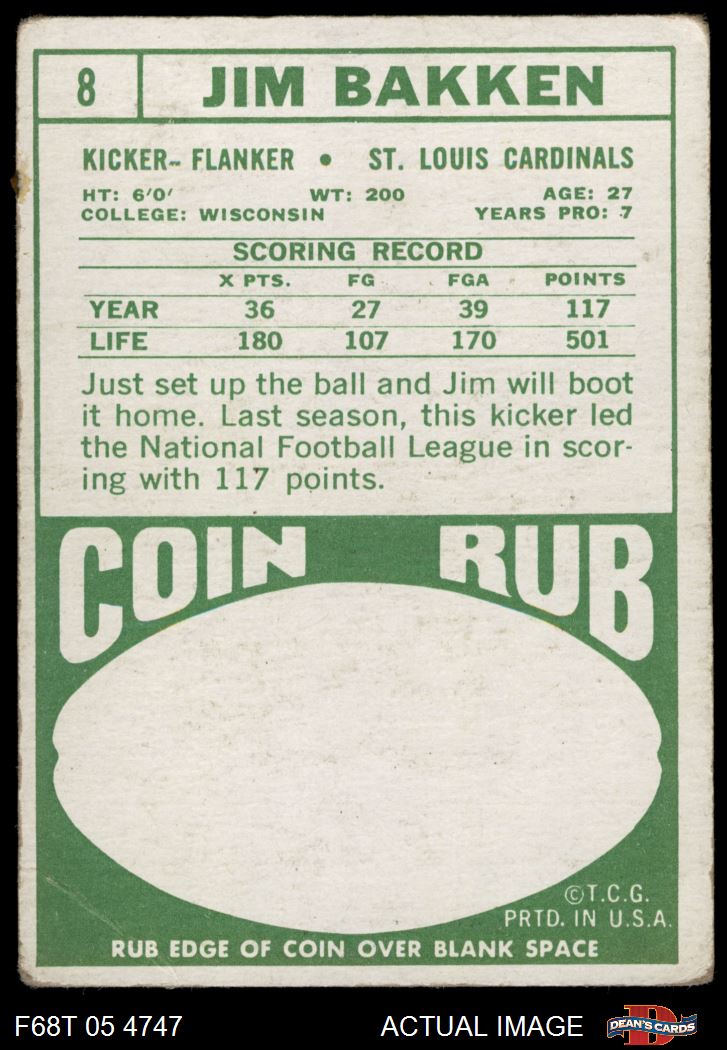 8 JIM BAKKEN
KICKER- FLANKER • ST. LOUIS CARDINALS
HT: 6'0' WT: 200 AGE: 27
COLLEGE: WISCONSIN YEARS PRO: 7
SCORING RECORD
X PTS. FG FGA POINTS
YEAR 36 27 39 117
LIFE 180 107 170 501
Just set up the ball and Jim will boot
it home. Last season, this kicker led
the National Football League in scor-
ing with 117 points.
COIN RUB
©T.C.G.
PRTD. IN U.S.A.
RUB EDGE OF COIN OVER BLANK SPACE
F68T 05 4747 ACTUAL IMAGE D DEAN'S CARDS